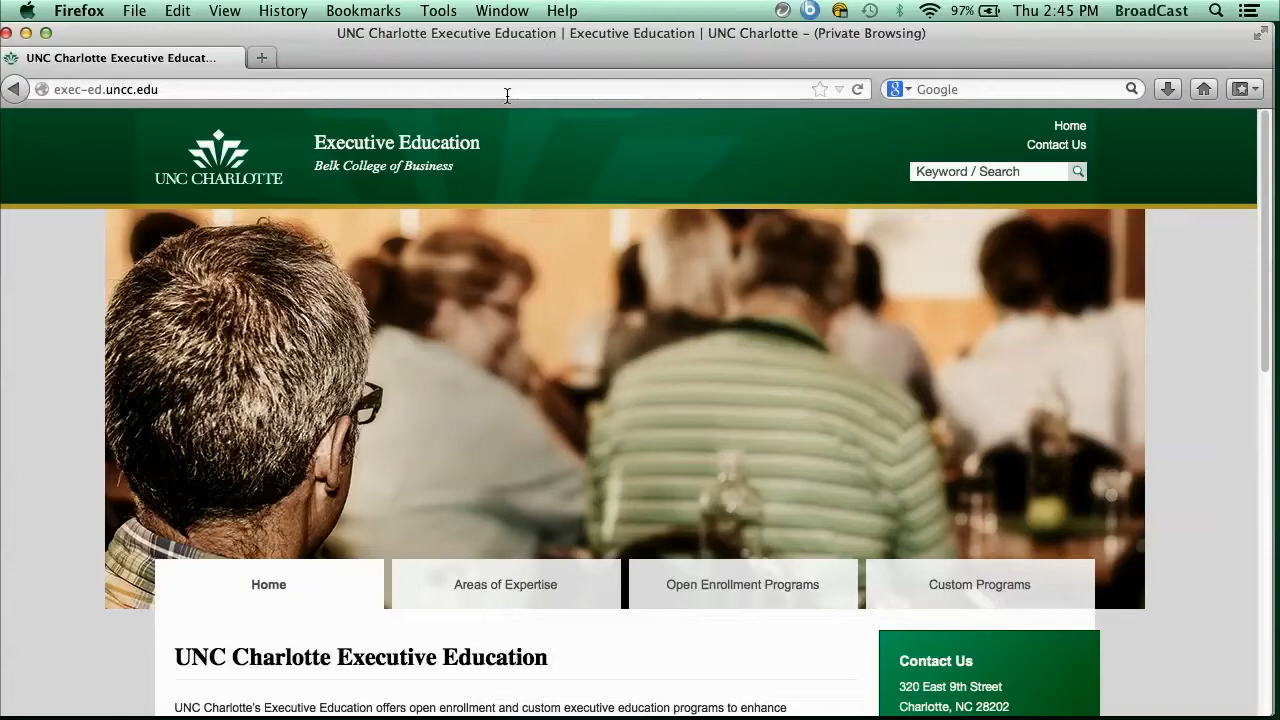 Firefox File Edit View History Bookmarks Tools Window Help 97% Thu 2:45 PM BroadCast
UNC Charlotte Executive Education | Executive Education | UNC Charlotte – (Private Browsing)
UNC Charlotte Executive Educat...
exec-ed.uncc.edu
Google
Executive Education
Belk College of Business
UNC CHARLOTTE
Home
Contact Us
Keyword / Search
Home Areas of Expertise Open Enrollment Programs Custom Programs
UNC Charlotte Executive Education
UNC Charlotte's Executive Education offers open enrollment and custom executive education programs to enhance
Contact Us
320 East 9th Street
Charlotte, NC 28202